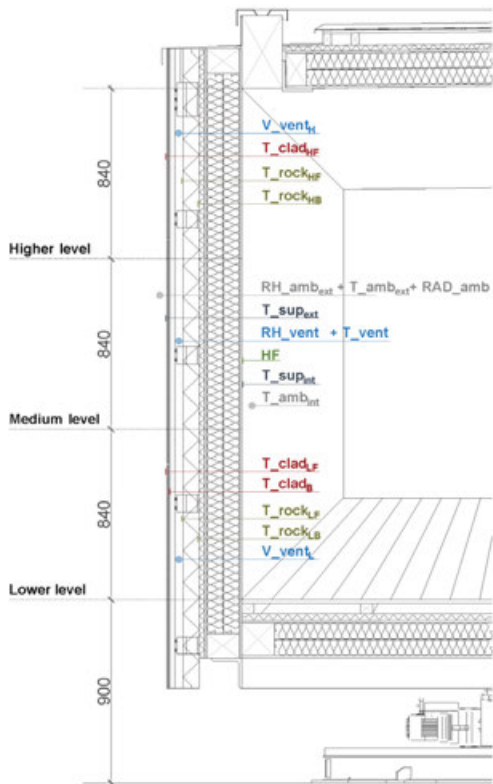 V_vent_H
T_clad_HF
840
T_rock_HF
T_rock_HB
Higher level
RH_amb_ext + T_amb_ext+ RAD_amb
T_sup_ext
RH_vent + T_vent
840
HF
T_sup_int
T_amb_int
Medium level
T_clad_LF
T_clad_B
840
T_rock_LF
T_rock_LB
V_vent_L
Lower level
900